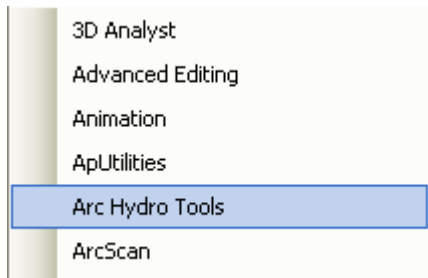 3D Analyst
Advanced Editing
Animation
ApUtilities
Arc Hydro Tools
ArcScan